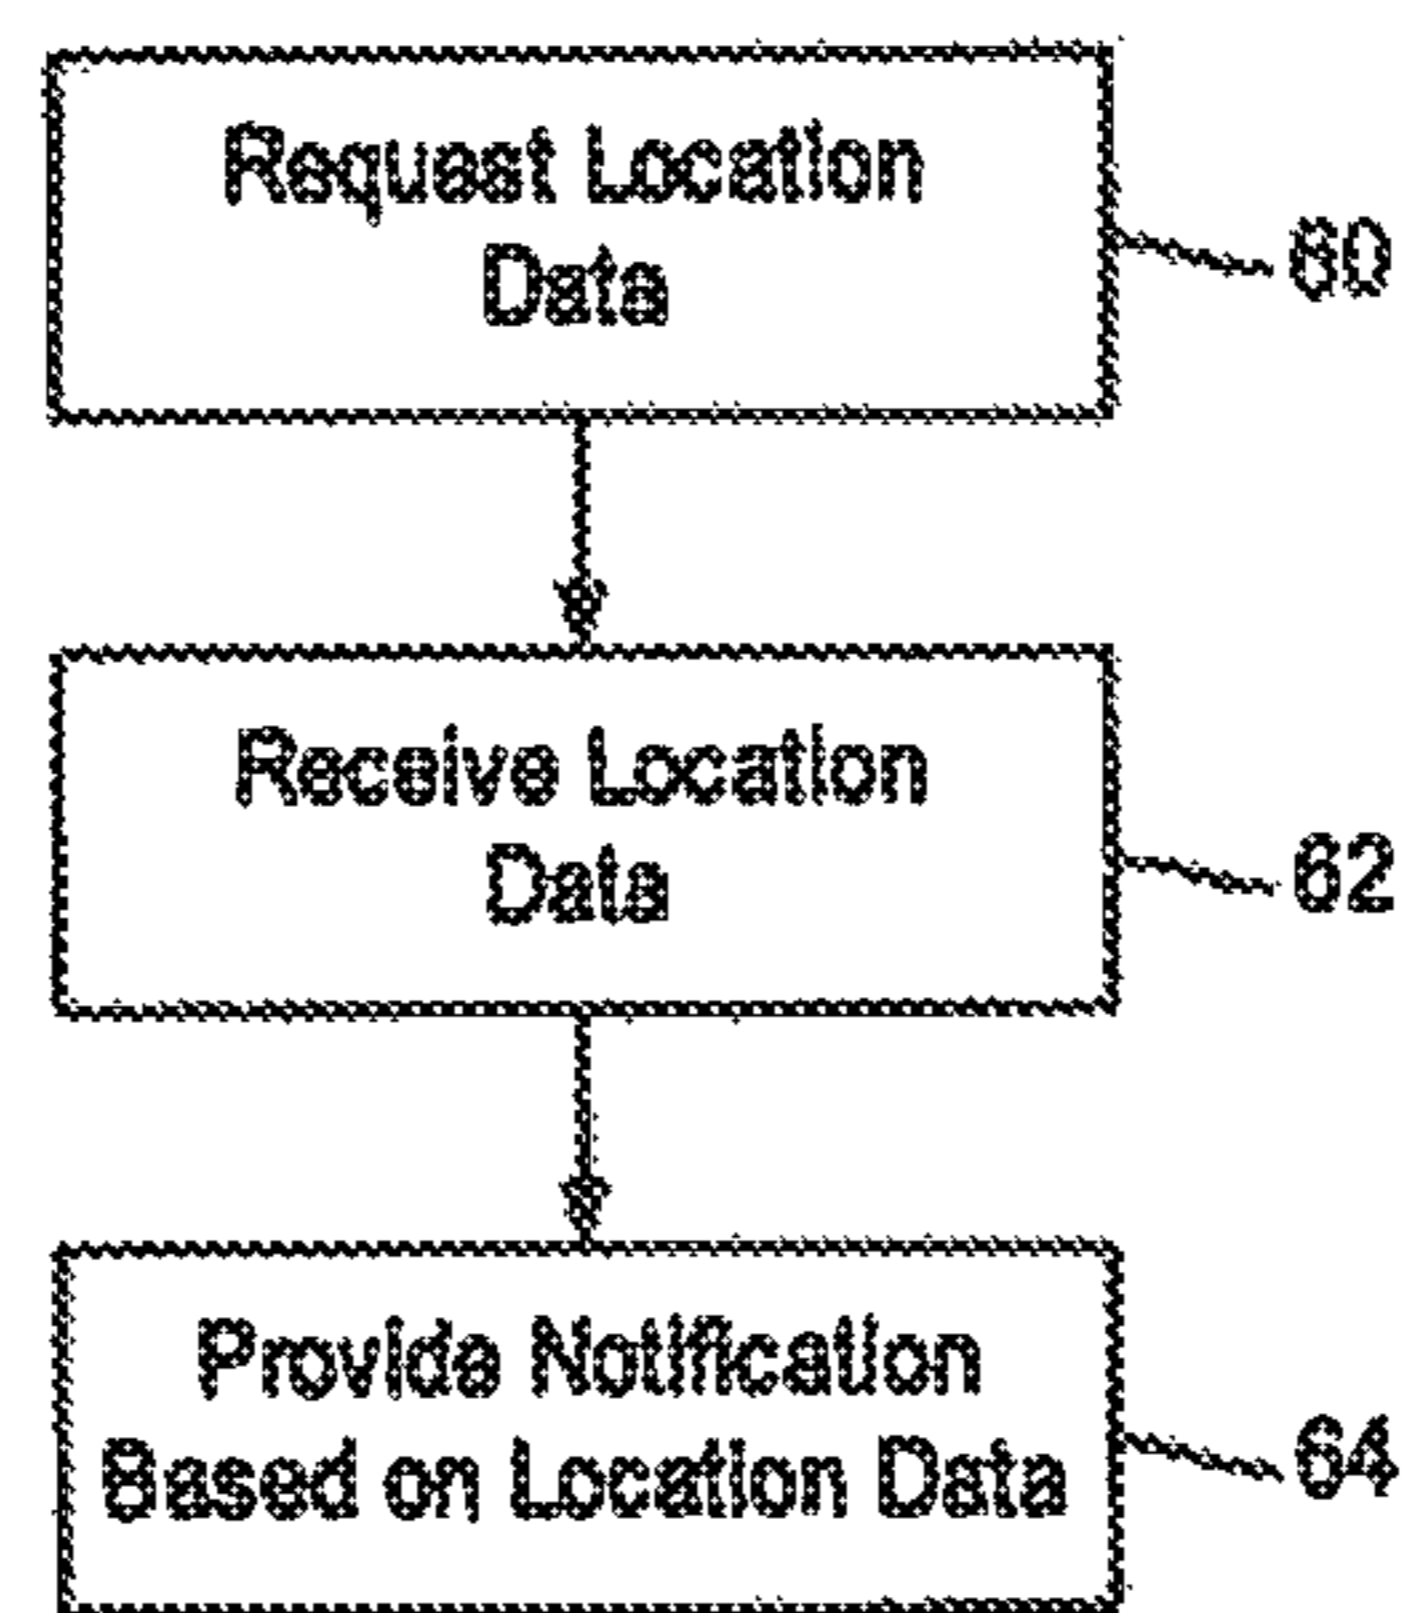 Request Location
Data
60
Receive Location
Data
62
Provide Notification
Based on Location Data
64